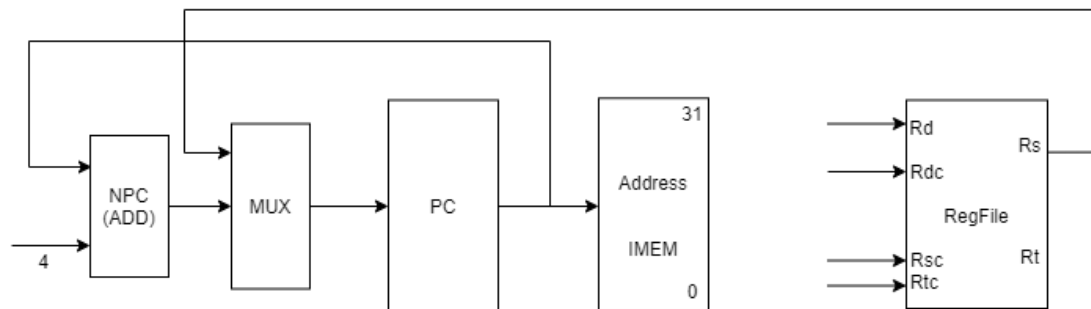 31
Rd
Rs
Rdc
NPC
(ADD)
MUX
PC
Address
RegFile
4
IMEM
Rsc
Rt
Rtc
0